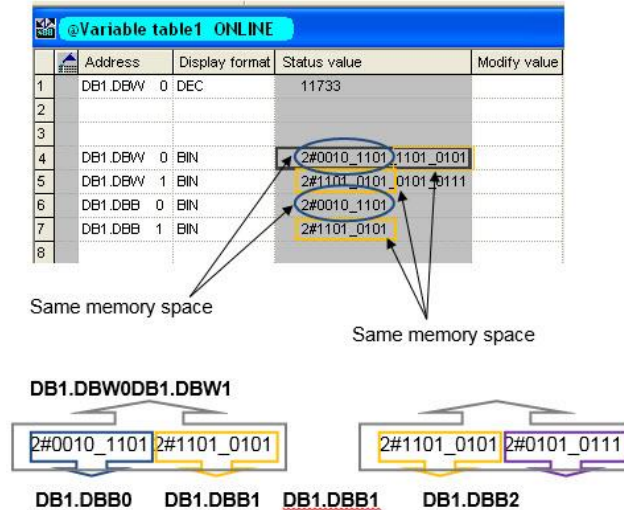 @Variable table1 ONLINE
Address Display format Status value Modify value
1 DB1.DBW 0 DEC 11733
2
3
4 DB1.DBW 0 BIN 2#0010_1101_1101_0101
5 DB1.DBW 1 BIN 2#1101_0101_0101_0111
6 DB1.DBB 0 BIN 2#0010_1101
7 DB1.DBB 1 BIN 2#1101_0101
8
Same memory space
Same memory space
DB1.DBW0DB1.DBW1
2#0010_1101 2#1101_0101 2#1101_0101 2#0101_0111
DB1.DBB0 DB1.DBB1 DB1.DBB1 DB1.DBB2